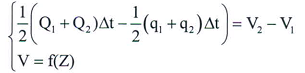 1/2(Q₁+Q₂)Δt-1/2(q₁+q₂)Δt=V₂-V₁
V=f(Z)